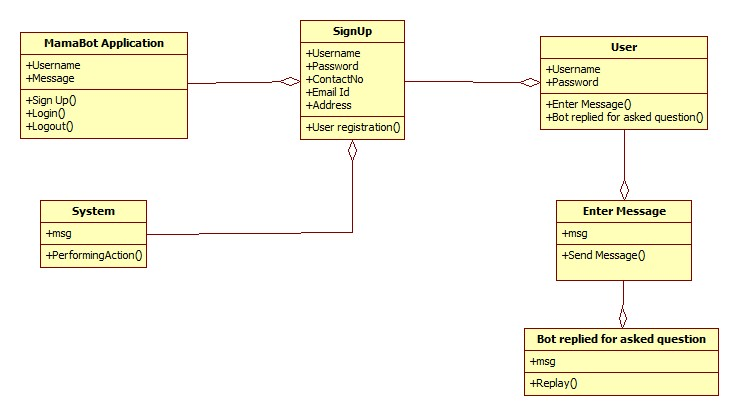 MamaBot Application
+Username
+Message
+Sign Up()
+Login()
+Logout()
SignUp
+Username
+Password
+ContactNo
+Email Id
+Address
+User registration()
User
+Username
+Password
+Enter Message()
+Bot replied for asked question()
System
+msg
+PerformingAction()
Enter Message
+msg
+Send Message()
Bot replied for asked question
+msg
+Replay()